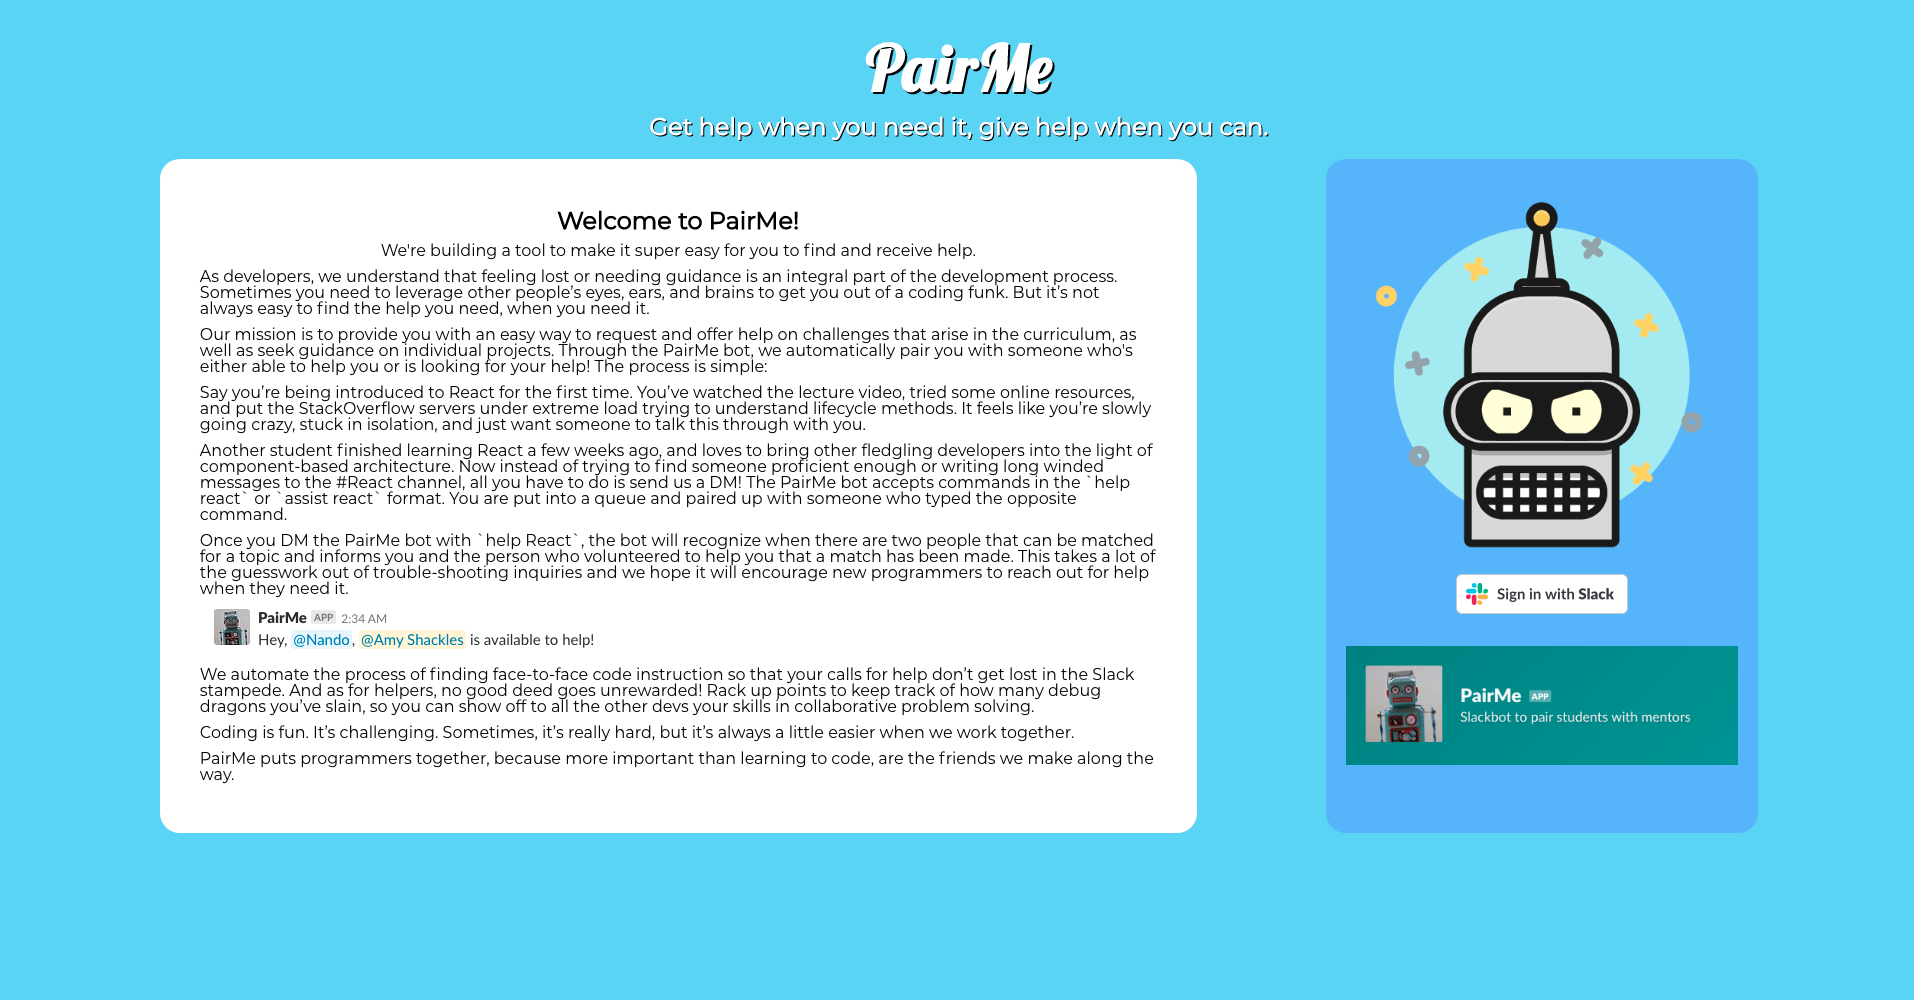 PairMe
Get help when you need it, give help when you can.
Welcome to PairMe!
We're building a tool to make it super easy for you to find and receive help.
As developers, we understand that feeling lost or needing guidance is an integral part of the development process.
Sometimes you need to leverage other people’s eyes, ears, and brains to get you out of a coding funk. But it’s not
always easy to find the help you need, when you need it.
Our mission is to provide you with an easy way to request and offer help on challenges that arise in the curriculum, as
well as seek guidance on individual projects. Through the PairMe bot, we automatically pair you with someone who's
either able to help you or is looking for your help! The process is simple:
Say you’re being introduced to React for the first time. You’ve watched the lecture video, tried some online resources,
and put the StackOverflow servers under extreme load trying to understand lifecycle methods. It feels like you’re slowly
going crazy, stuck in isolation, and just want someone to talk this through with you.
Another student finished learning React a few weeks ago, and loves to bring other fledgling developers into the light of
component-based architecture. Now instead of trying to find someone proficient enough or writing long winded
messages to the #React channel, all you have to do is send us a DM! The PairMe bot accepts commands in the `help
react` or `assist react` format. You are put into a queue and paired up with someone who typed the opposite
command.
Once you DM the PairMe bot with `help React`, the bot will recognize when there are two people that can be matched
for a topic and informs you and the person who volunteered to help you that a match has been made. This takes a lot of
the guesswork out of trouble-shooting inquiries and we hope it will encourage new programmers to reach out for help
when they need it.
PairMe APP 2:34 AM
Hey, @Nando, @Amy Shackles is available to help!
We automate the process of finding face-to-face code instruction so that your calls for help don’t get lost in the Slack
stampede. And as for helpers, no good deed goes unrewarded! Rack up points to keep track of how many debug
dragons you’ve slain, so you can show off to all the other devs your skills in collaborative problem solving.
Coding is fun. It’s challenging. Sometimes, it’s really hard, but it’s always a little easier when we work together.
PairMe puts programmers together, because more important than learning to code, are the friends we make along the
way.
Sign in with Slack
PairMe APP
Slackbot to pair students with mentors